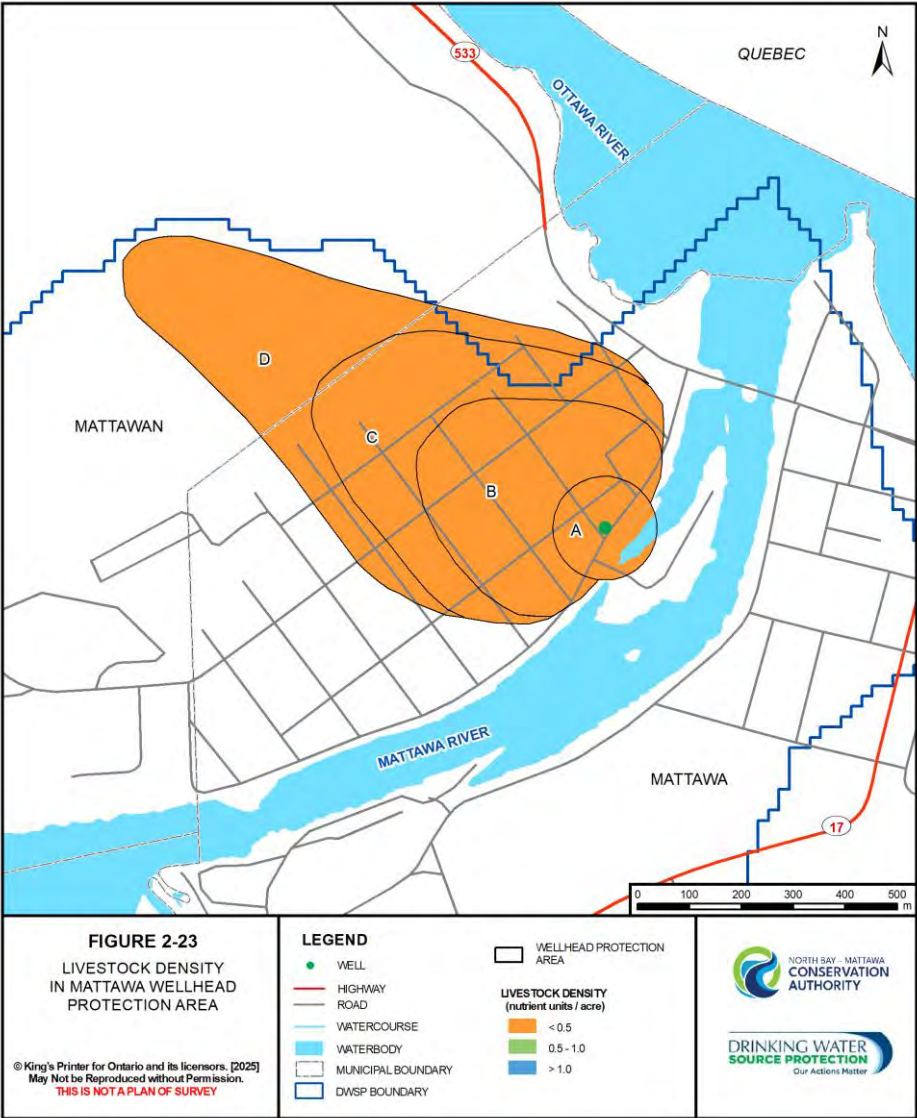 533
QUEBEC
N
OTTAWA RIVER
D
MATTAWAN
C
B
A
MATTAWA RIVER
MATTAWA
17
0 100 200 300 400 500
m
FIGURE 2-23
LIVESTOCK DENSITY
IN MATTAWA WELLHEAD
PROTECTION AREA
© King's Printer for Ontario and its licensors. [2025]
May Not be Reproduced without Permission.
THIS IS NOT A PLAN OF SURVEY
LEGEND
WELL
HIGHWAY
ROAD
WATERCOURSE
WATERBODY
MUNICIPAL BOUNDARY
DWSP BOUNDARY
WELLHEAD PROTECTION
AREA
LIVESTOCK DENSITY
(nutrient units / acre)
< 0.5
0.5 - 1.0
> 1.0
NORTH BAY - MATTAWA
CONSERVATION
AUTHORITY
DRINKING WATER
SOURCE PROTECTION
Our Actions Matter